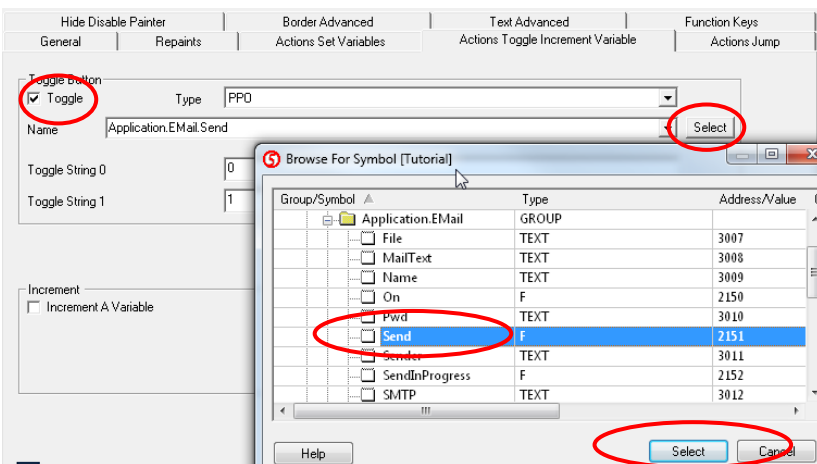 Hide Disable Painter Border Advanced Text Advanced Function Keys
General Repaints Actions Set Variables Actions Toggle Increment Variable Actions Jump
Toggle Button
Toggle Type PPO
Name Application.EMail.Send Select
Toggle String 0 0
Toggle String 1 1
Increment
Increment A Variable
Browse For Symbol [Tutorial]
Group/Symbol Type Address/Value
Application.EMail GROUP
File TEXT 3007
MailText TEXT 3008
Name TEXT 3009
On F 2150
Pwd TEXT 3010
Send F 2151
Sender TEXT 3011
SendInProgress F 2152
SMTP TEXT 3012
Help Select Cancel